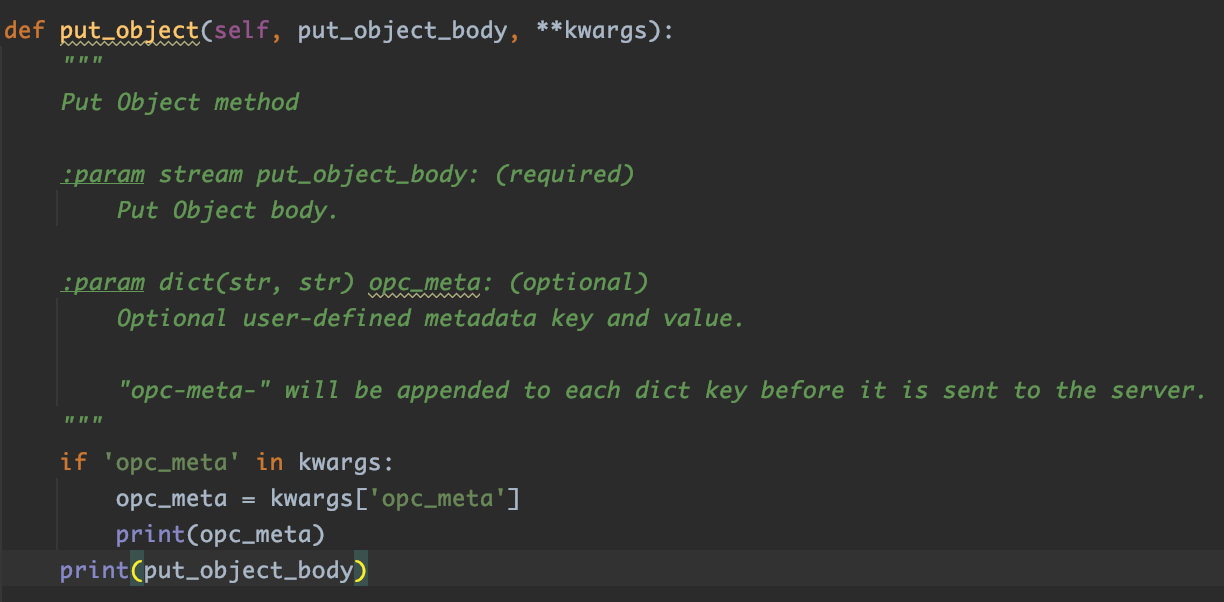 def put_object(self, put_object_body, **kwargs):
"""
Put Object method
:param stream put_object_body: (required)
Put Object body.
:param dict(str, str) opc_meta: (optional)
Optional user-defined metadata key and value.
"opc-meta-" will be appended to each dict key before it is sent to the server.
"""
if 'opc_meta' in kwargs:
opc_meta = kwargs['opc_meta']
print(opc_meta)
print(put_object_body)